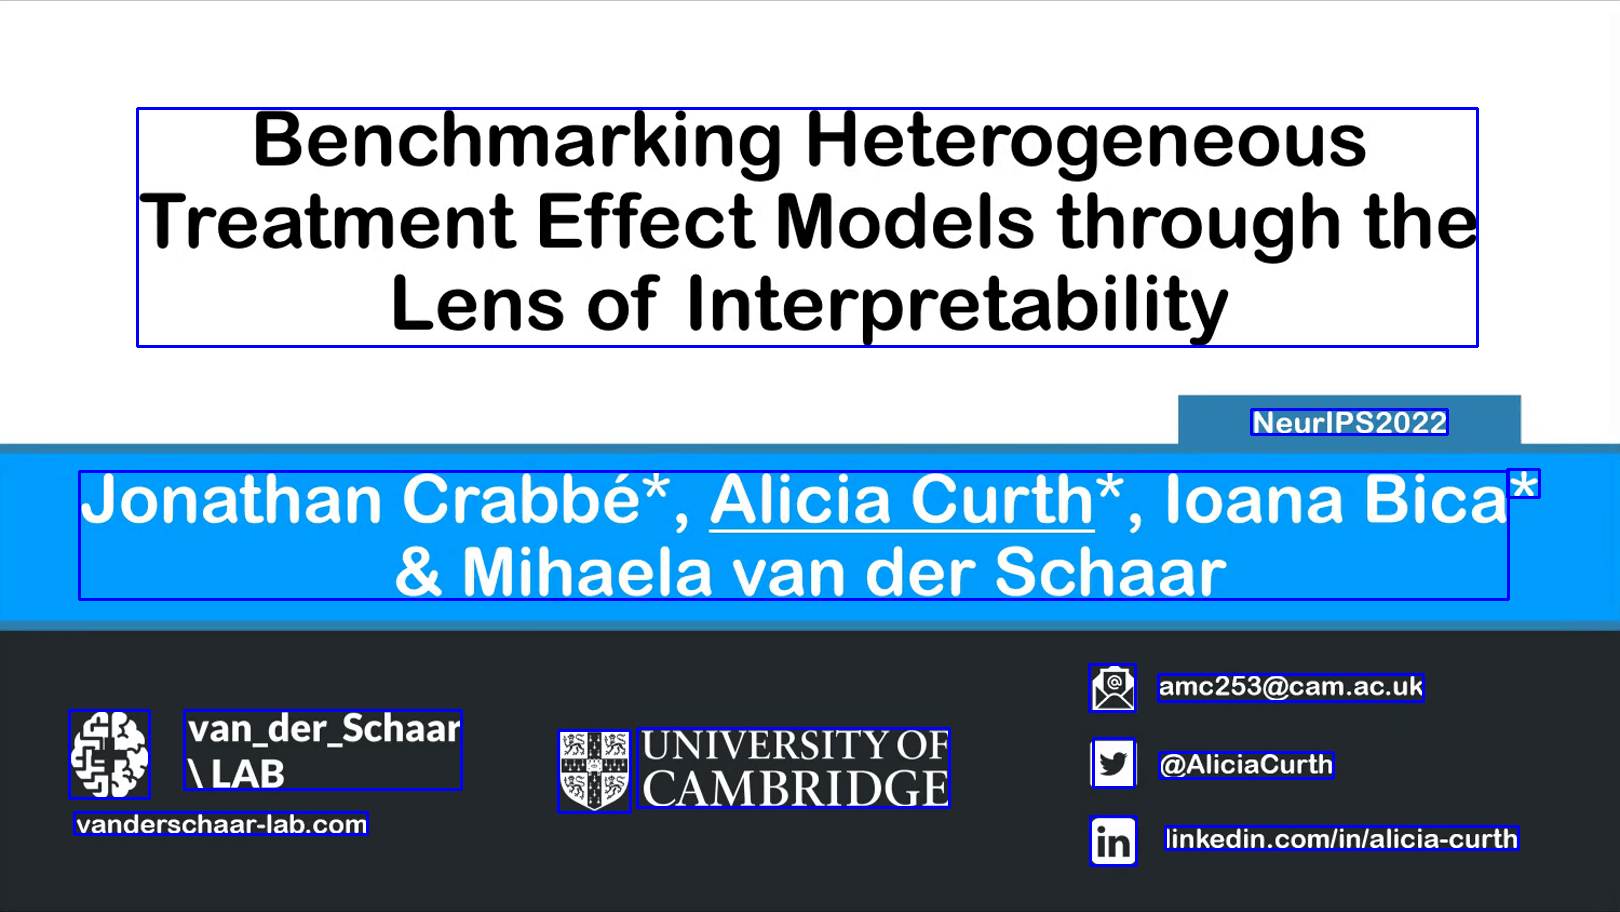 Benchmarking Heterogeneous
Treatment Effect Models through the
Lens of Interpretability
NeurIPS2022
Jonathan Crabbé*, Alicia Curth*, Ioana Bica*
& Mihaela van der Schaar
van_der_Schaar
\ LAB
vanderschaar-lab.com
UNIVERSITY OF
CAMBRIDGE
amc253@cam.ac.uk
@AliciaCurth
in
linkedin.com/in/alicia-curth